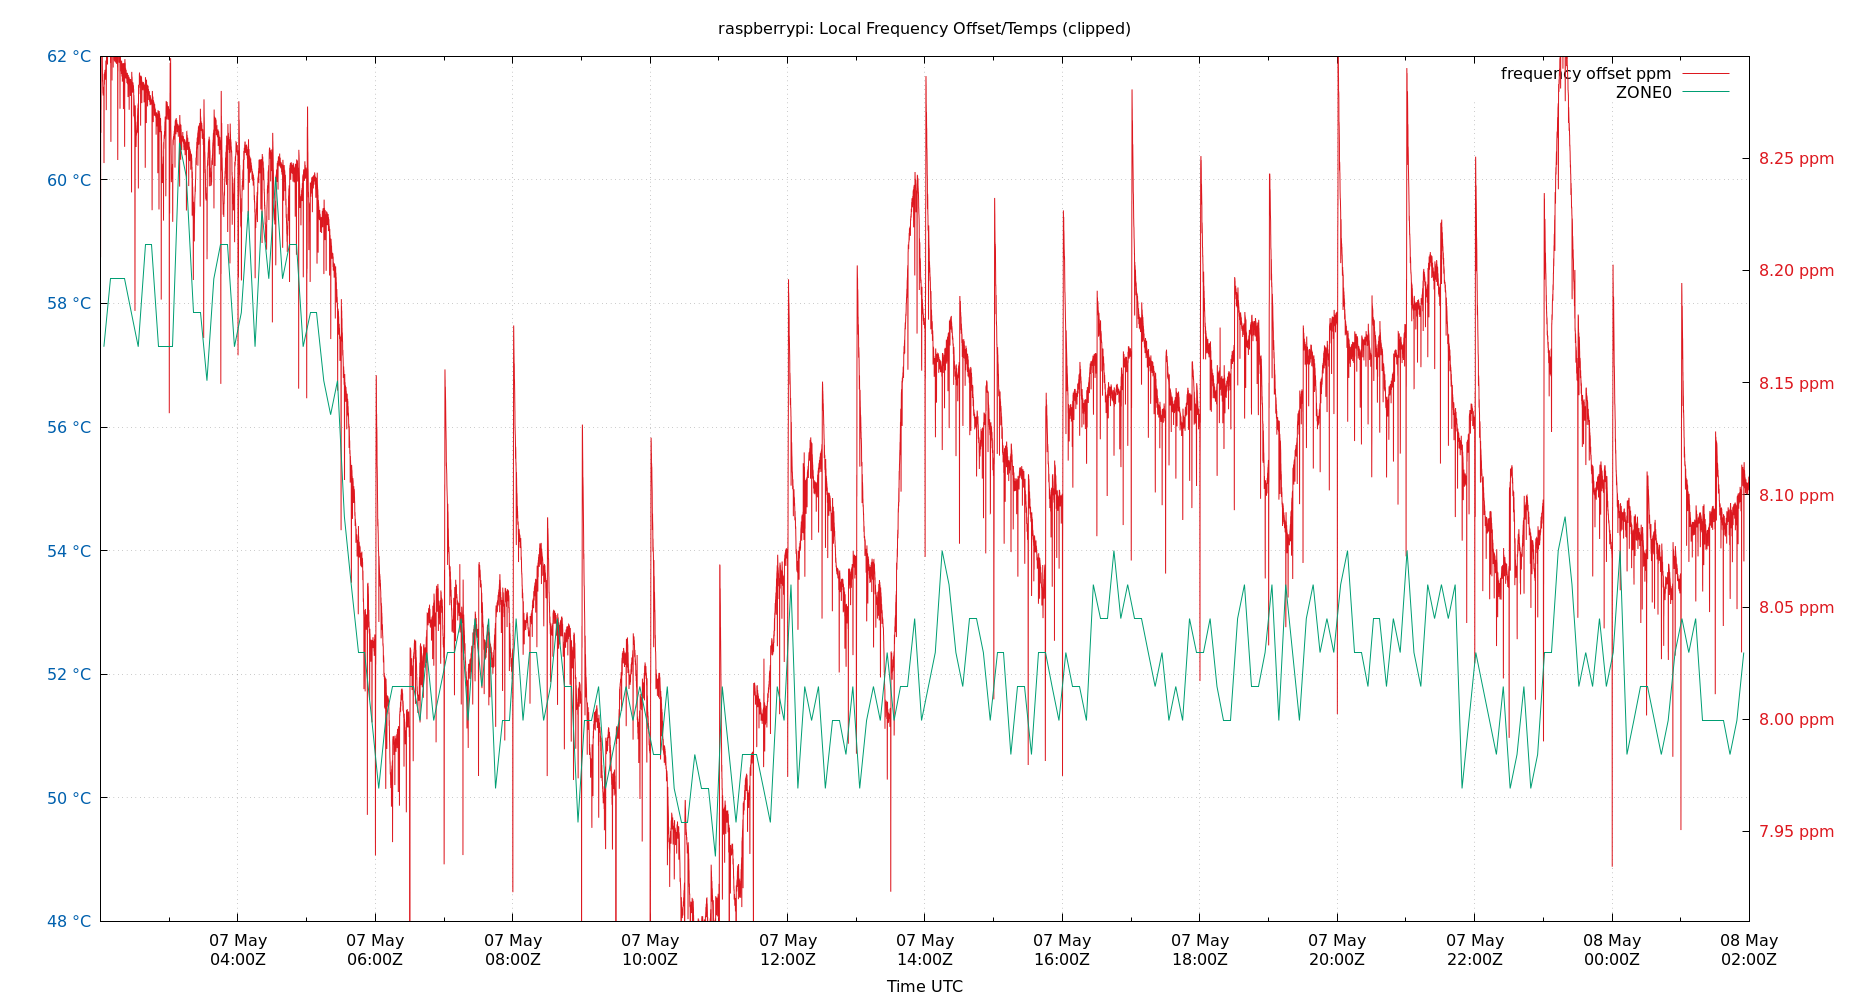 raspberrypi: Local Frequency Offset/Temps (clipped)
62 °C
60 °C
58 °C
56 °C
54 °C
52 °C
50 °C
48 °C
frequency offset ppm
ZONE0
8.25 ppm
8.20 ppm
8.15 ppm
8.10 ppm
8.05 ppm
8.00 ppm
7.95 ppm
07 May 07 May 07 May 07 May 07 May 07 May 07 May 07 May 07 May 07 May 08 May 08 May
04:00Z 06:00Z 08:00Z 10:00Z 12:00Z 14:00Z 16:00Z 18:00Z 20:00Z 22:00Z 00:00Z 02:00Z
Time UTC